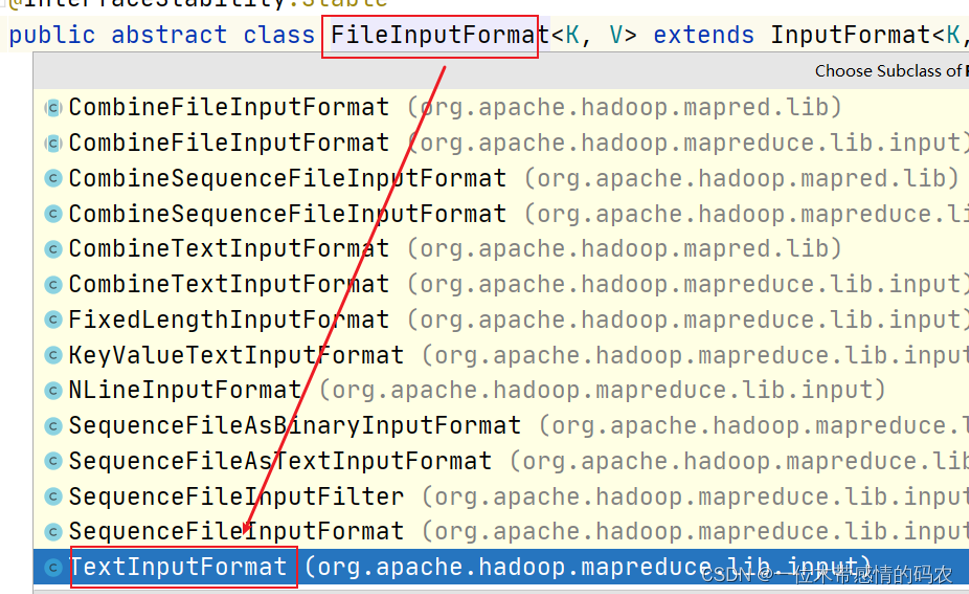 @InterfaceStability.Stable
public abstract class FileInputFormat<K, V> extends InputFormat<K,
Choose Subclass of F
CombineFileInputFormat (org.apache.hadoop.mapred.lib)
CombineFileInputFormat (org.apache.hadoop.mapreduce.lib.input)
CombineSequenceFileInputFormat (org.apache.hadoop.mapred.lib)
CombineSequenceFileInputFormat (org.apache.hadoop.mapreduce.li
CombineTextInputFormat (org.apache.hadoop.mapred.lib)
CombineTextInputFormat (org.apache.hadoop.mapreduce.lib.input)
FixedLengthInputFormat (org.apache.hadoop.mapreduce.lib.input)
KeyValueTextInputFormat (org.apache.hadoop.mapreduce.lib.input
NLineInputFormat (org.apache.hadoop.mapreduce.lib.input)
SequenceFileAsBinaryInputFormat (org.apache.hadoop.mapreduce.l
SequenceFileAsTextInputFormat (org.apache.hadoop.mapreduce.lib
SequenceFileInputFilter (org.apache.hadoop.mapreduce.lib.input
SequenceFileInputFormat (org.apache.hadoop.mapreduce.lib.input
TextInputFormat (org.apache.hadoop.mapreduce.lib.input)
CSDN @一位木带感情的码农